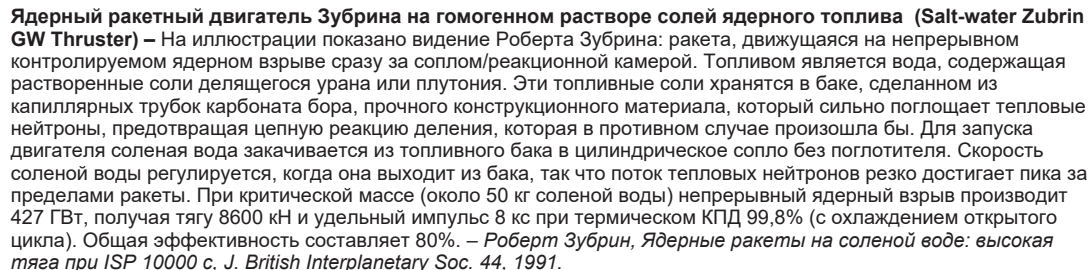 Ядерный ракетный двигатель Зубрина на гомогенном растворе солей ядерного топлива  (Salt-water Zubrin
GW Thruster) – На иллюстрации показано видение Роберта Зубрина: ракета, движущаяся на непрерывном
контролируемом ядерном взрыве сразу за соплом/реакционной камерой. Топливом является вода, содержащая
растворенные соли делящегося урана или плутония. Эти топливные соли хранятся в баке, сделанном из
капиллярных трубок карбоната бора, прочного конструкционного материала, который сильно поглощает тепловые
нейтроны, предотвращая цепную реакцию деления, которая в противном случае произошла бы. Для запуска
двигателя соленая вода закачивается из топливного бака в цилиндрическое сопло без поглотителя. Скорость
соленой воды регулируется, когда она выходит из бака, так что поток тепловых нейтронов резко достигает пика за
пределами ракеты. При критической массе (около 50 кг соленой воды) непрерывный ядерный взрыв производит
427 ГВт, получая тягу 8600 кН и удельный импульс 8 кс при термическом КПД 99,8% (с охлаждением открытого
цикла). Общая эффективность составляет 80%. – Роберт Зубрин, Ядерные ракеты на соленой воде: высокая
тяга при ISP 10000 с, J. British Interplanetary Soc. 44, 1991.